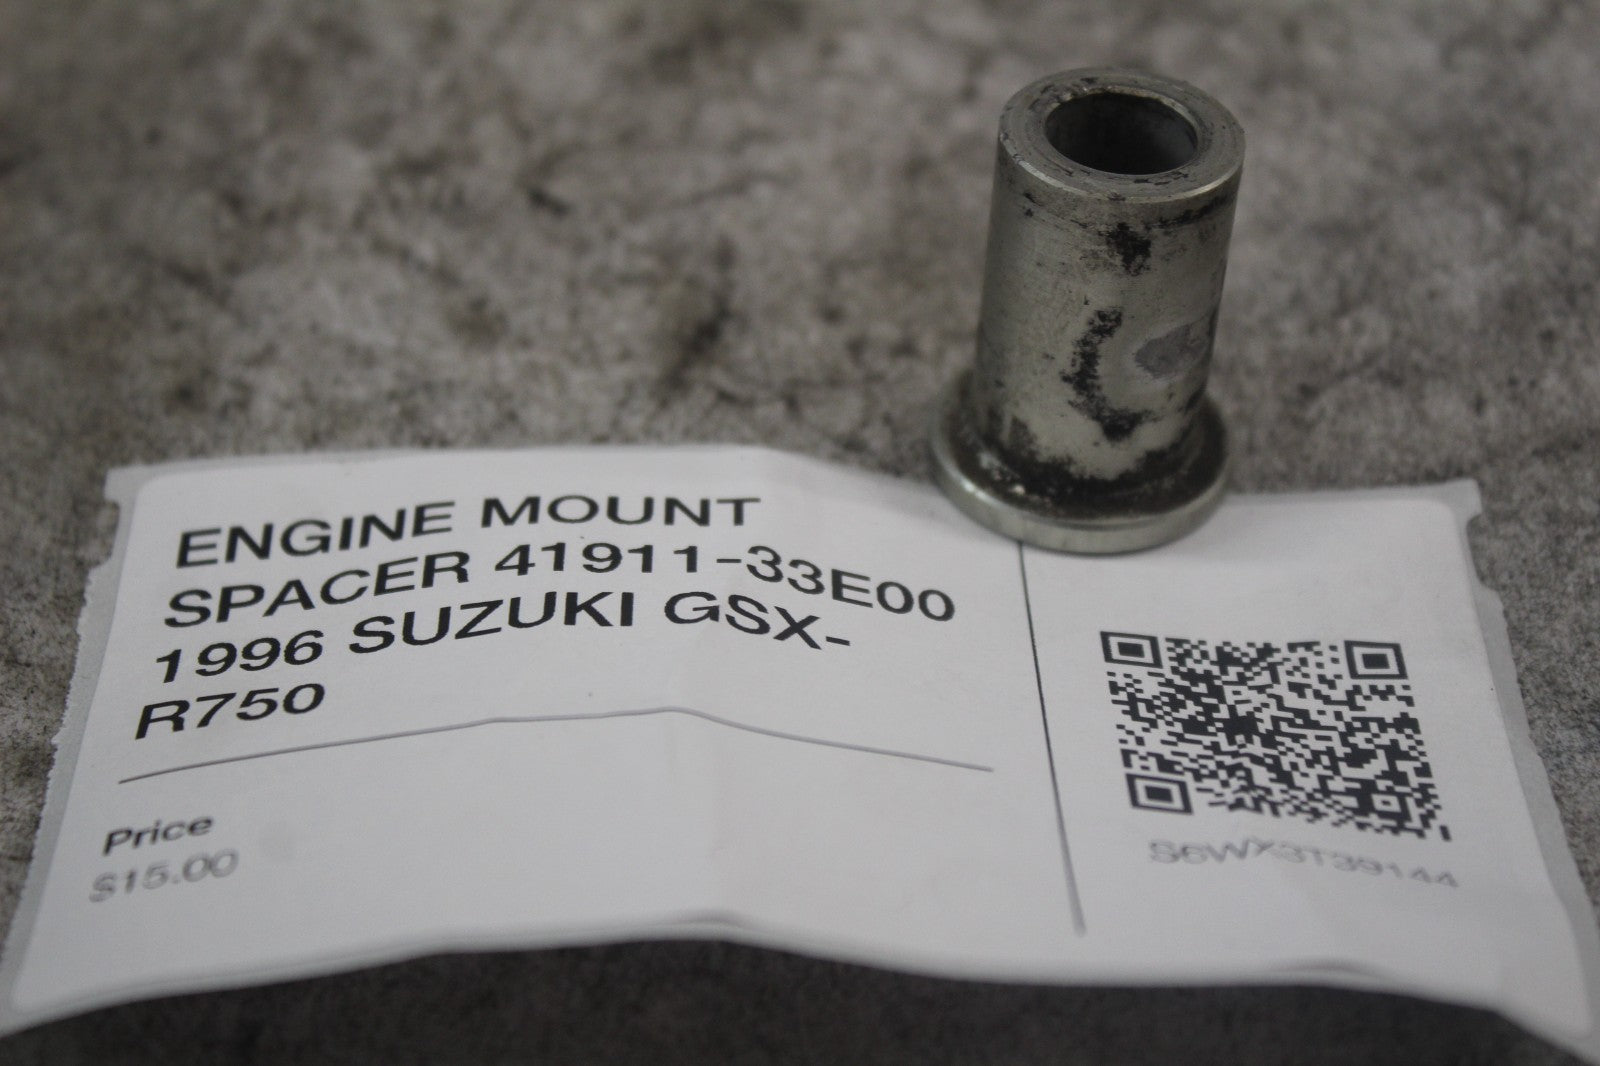 ENGINE MOUNT
SPACER 41911-33E00
1996 SUZUKI GSX-
R750
Price
$15.00
S6WX3T39144